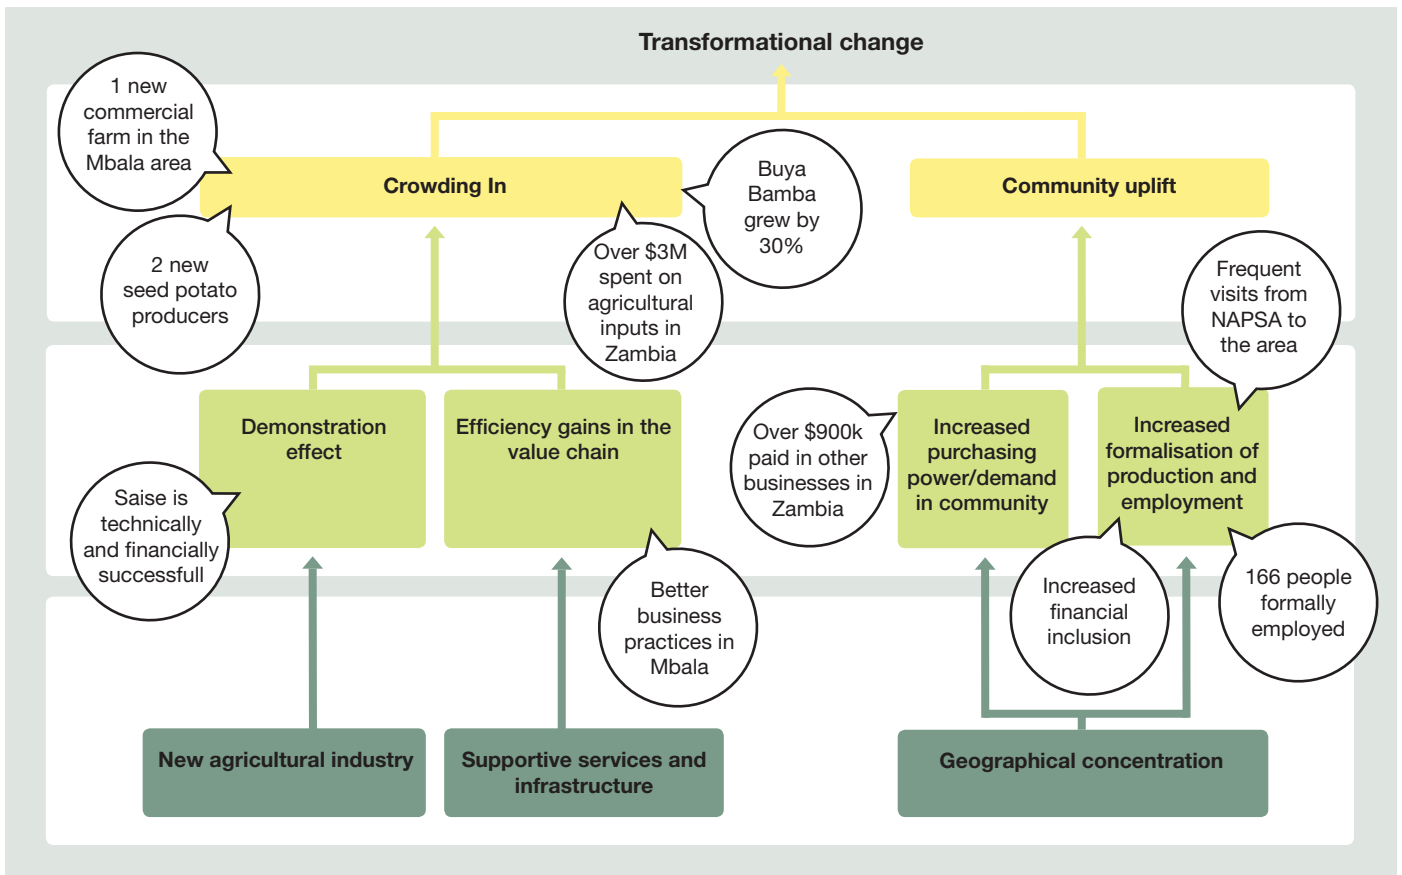 Transformational change
1 new
commercial
farm in the
Mbala area
Crowding In
Buya
Bamba
grew by
30%
Community uplift
2 new
seed potato
producers
Over $3M
spent on
agricultural
inputs in
Zambia
Frequent
visits from
NAPSA to
the area
Demonstration
effect
Efficiency gains in the
value chain
Over $900k
paid in other
businesses in
Zambia
Increased
purchasing
power/demand
in community
Increased
formalisation of
production and
employment
Saise is
technically
and financially
successfull
Better
business
practices in
Mbala
Increased
financial
inclusion
166 people
formally
employed
New agricultural industry
Supportive services and
infrastructure
Geographical concentration